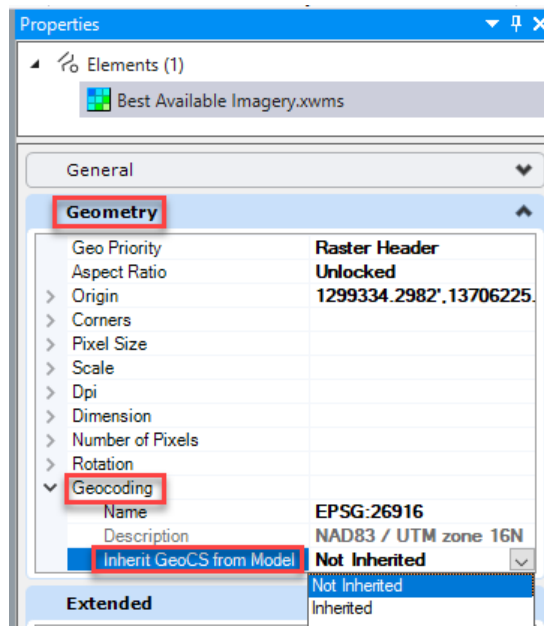 Properties
Elements (1)
Best Available Imagery.xwms
General
Geometry
Geo Priority Raster Header
Aspect Ratio Unlocked
Origin 1299334.2982',13706225.
Corners
Pixel Size
Scale
Dpi
Dimension
Number of Pixels
Rotation
Geocoding
Name EPSG:26916
Description NAD83 / UTM zone 16N
Inherit GeoCS from Model Not Inherited
Not Inherited
Inherited
Extended